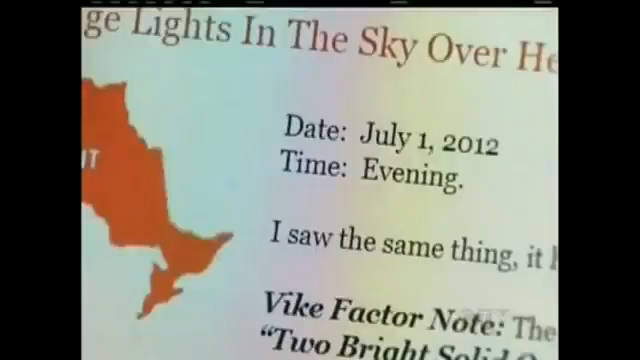 ge Lights In The Sky Over He
Date: July 1, 2012
Time: Evening.
I saw the same thing, it
Vike Factor Note: The
"Two Bright Solid O